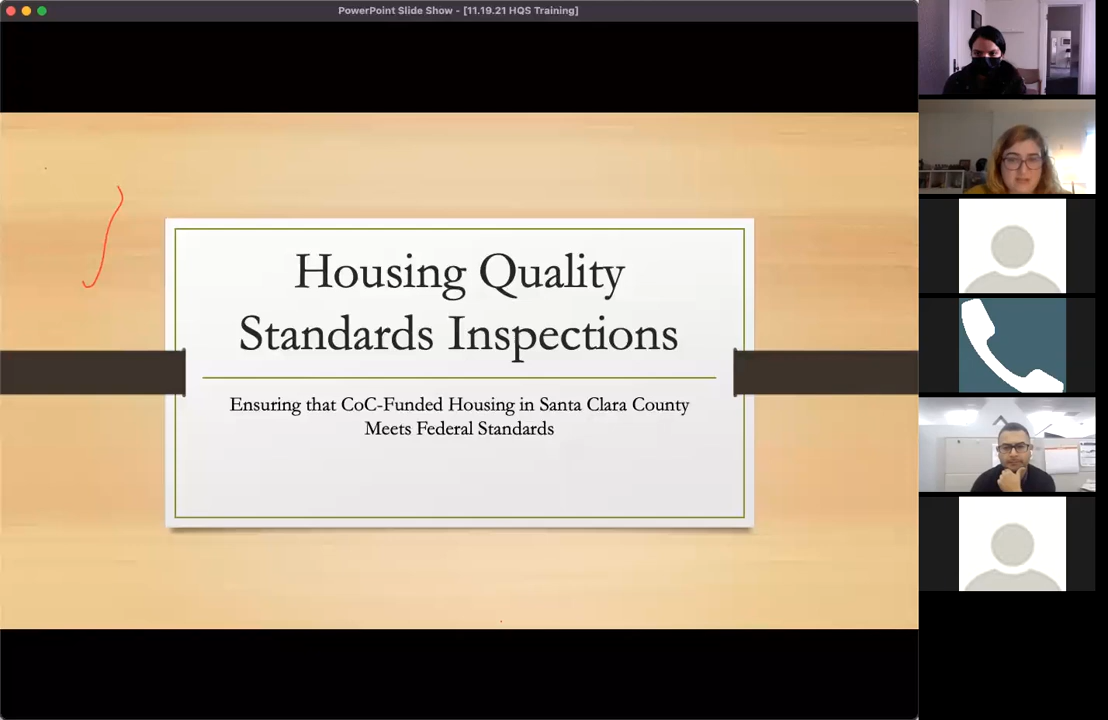 PowerPoint Slide Show - [11.19.21 HQS Training]
Housing Quality
Standards Inspections
Ensuring that CoC-Funded Housing in Santa Clara County
Meets Federal Standards